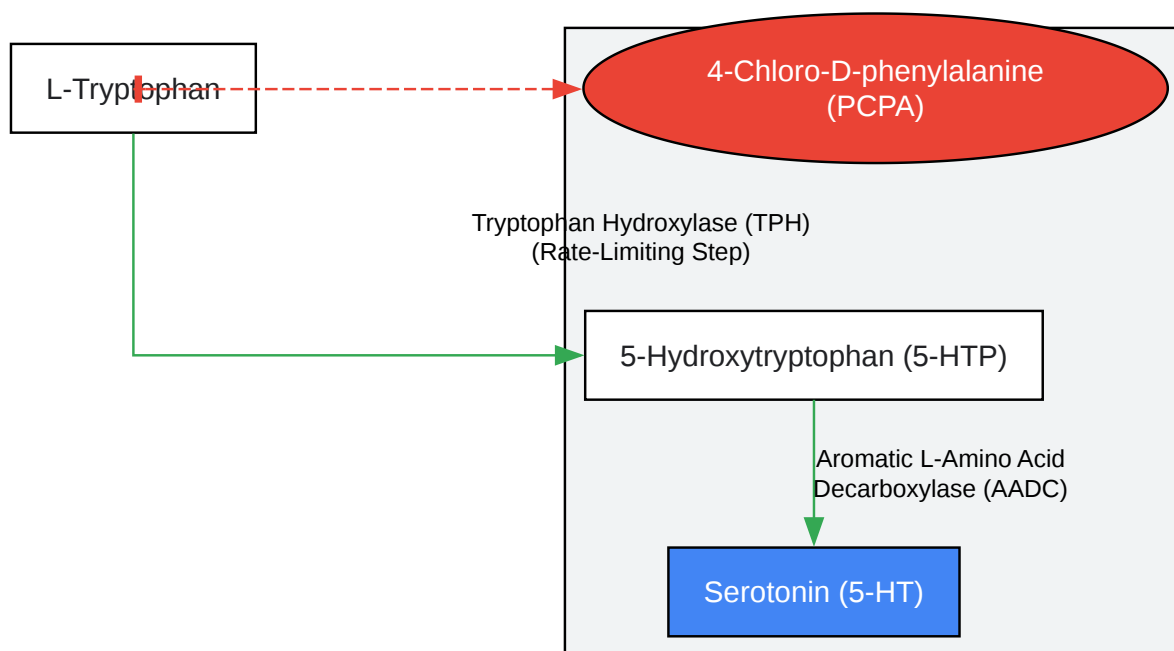 L-Tryptophan
4-Chloro-D-phenylalanine
(PCPA)
Tryptophan Hydroxylase (TPH)
(Rate-Limiting Step)
5-Hydroxytryptophan (5-HTP)
Aromatic L-Amino Acid
Decarboxylase (AADC)
Serotonin (5-HT)